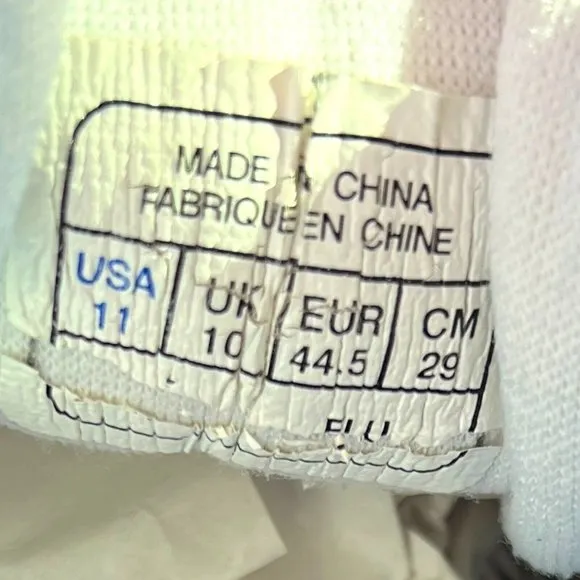 MADE IN CHINA
FABRIQUE EN CHINE
USA UK EUR CM
11 10 44.5 29